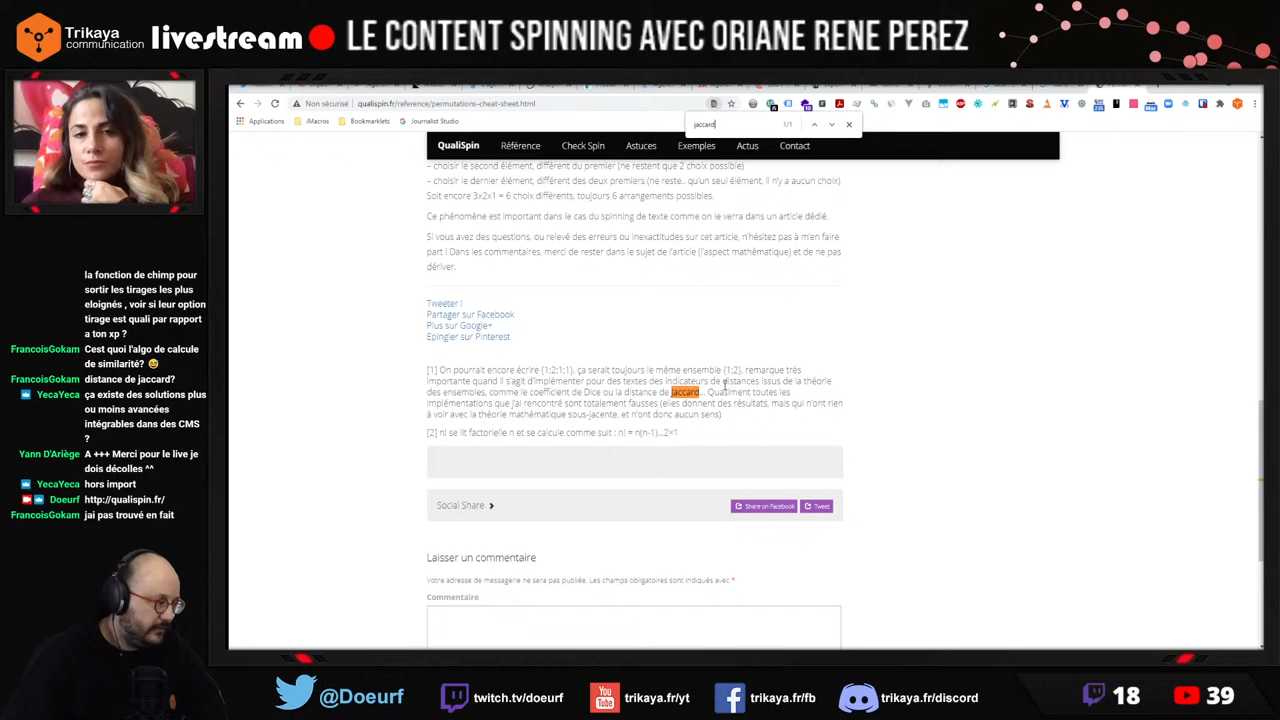 Trikaya
communication
livestream
LE CONTENT SPINNING AVEC ORIANE RENE PEREZ
Non sécurisé
qualispin.fr/reference/permutations-cheat-sheet.html
Applications
iMacros
Bookmarklets
Journalist Studio
jaccard
1/1
QualiSpin
Référence
Check Spin
Astuces
Exemples
Actus
Contact
– choisir le second élément, différent du premier (ne restent que 2 choix possible)
– choisir le dernier élément, différent des deux premiers (ne reste.. qu'un seul élément, il n'y a aucun choix)
Soit encore 3x2x1 = 6 choix différents, toujours 6 arrangements possibles.
Ce phénomène est important dans le cas du spinning de texte comme on le verra dans un article dédié.
Si vous avez des questions, ou relevé des erreurs ou inexactitudes sur cet article, n'hésitez pas à m'en faire
part ! Dans les commentaires, merci de rester dans le sujet de l'article (l'aspect mathématique) et de ne pas
dériver.
Tweeter !
Partager sur Facebook
Plus sur Google+
Epingler sur Pinterest
[1] On pourrait encore écrire {1;2;1;1}, ça serait toujours le même ensemble {1;2}, remarque très
importante quand il s'agit d'implémenter pour des textes des indicateurs de distances issus de la théorie
des ensembles, comme le coefficient de Dice ou la distance de Jaccard... Quasiment toutes les
implémentations que j'ai rencontré sont totalement fausses (elles donnent des résultats, mais qui n'ont rien
à voir avec la théorie mathématique sous-jacente, et n'ont donc aucun sens)
[2] n! se lit factorielle n et se calcule comme suit : n! = n(n-1)...2×1
Social Share
Share on Facebook
Tweet
Laisser un commentaire
Votre adresse de messagerie ne sera pas publiée. Les champs obligatoires sont indiqués avec *
Commentaire
la fonction de chimp pour
sortir les tirages les plus
eloignés , voir si leur option
tirage est quali par rapport
a ton xp ?
FrancoisGokam Cest quoi l'algo de calcule
de similarité? 😅
FrancoisGokam distance de jaccard?
YecaYeca ça existe des solutions plus
ou moins avancées
intégrables dans des CMS
?
Yann D'Ariège A +++ Merci pour le live je
dois décolles ^^
YecaYeca hors import
Doeurf http://qualispin.fr/
FrancoisGokam jai pas trouvé en fait
@Doeurf
twitch.tv/doeurf
You
Tube
trikaya.fr/yt
trikaya.fr/fb
trikaya.fr/discord
18
39